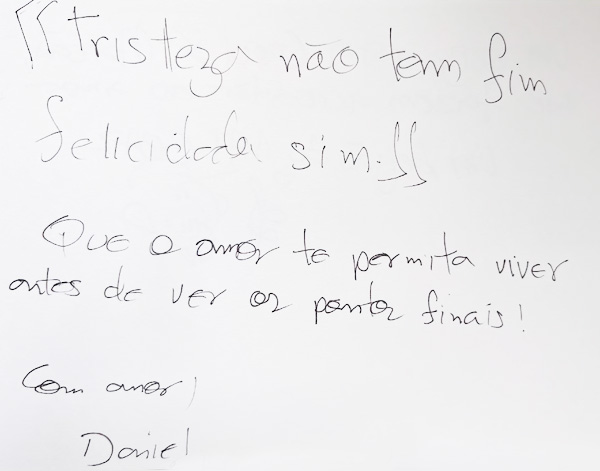 "Tristteza não tem fim
felicidade sim."
Que o amor te permita viver
antes de ver os pontos finais!
Com amor,
Daniel